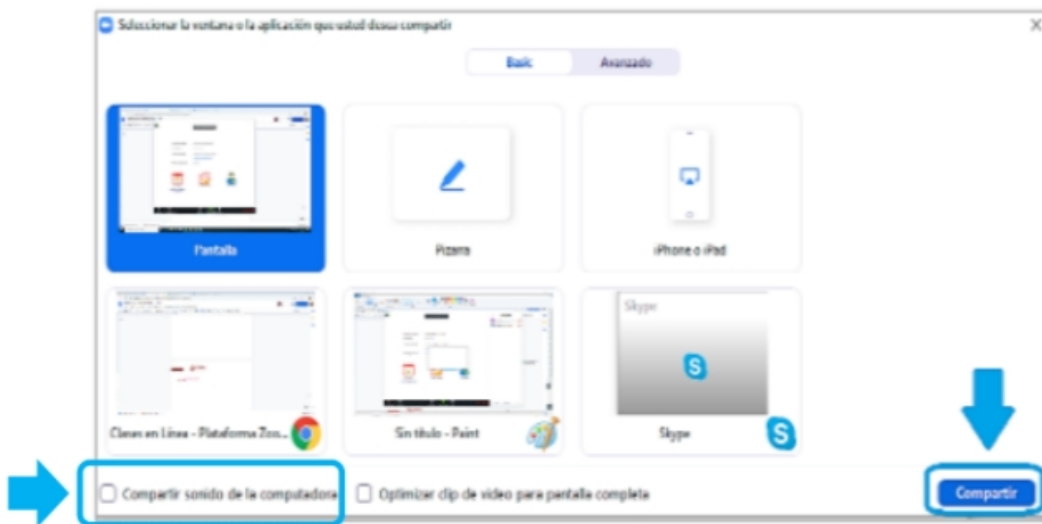 Seleccionar la ventana o la aplicación que usted desea compartir
Basic Avanzado
Pantalla Pizarra iPhone o iPad
Skype
Clases en Línea - Plataforma Zoo... Sin título - Paint Skype
Compartir sonido de la computadora Optimizar clip de video para pantalla completa Compartir